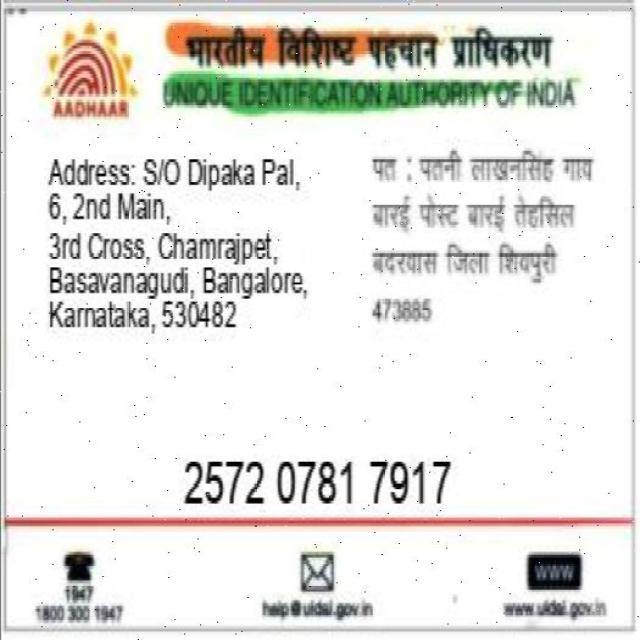 भारतीय विशिष्ट पहचान प्राधिकरण
UNIQUE IDENTIFICATION AUTHORITY OF INDIA
AADHAAR
Address: S/O Dipaka Pal,
6, 2nd Main,
3rd Cross, Chamrajpet,
Basavanagudi, Bangalore,
Karnataka, 530482
पत : पतनी लाखनसिंह गाव
बारई पोस्ट बारई तेहसिल
बदरवास जिला शिवपुरी
473885
2572 0781 7917
1947
1800 300 1947
help@uidai.gov.in
www
www.uidai.gov.in